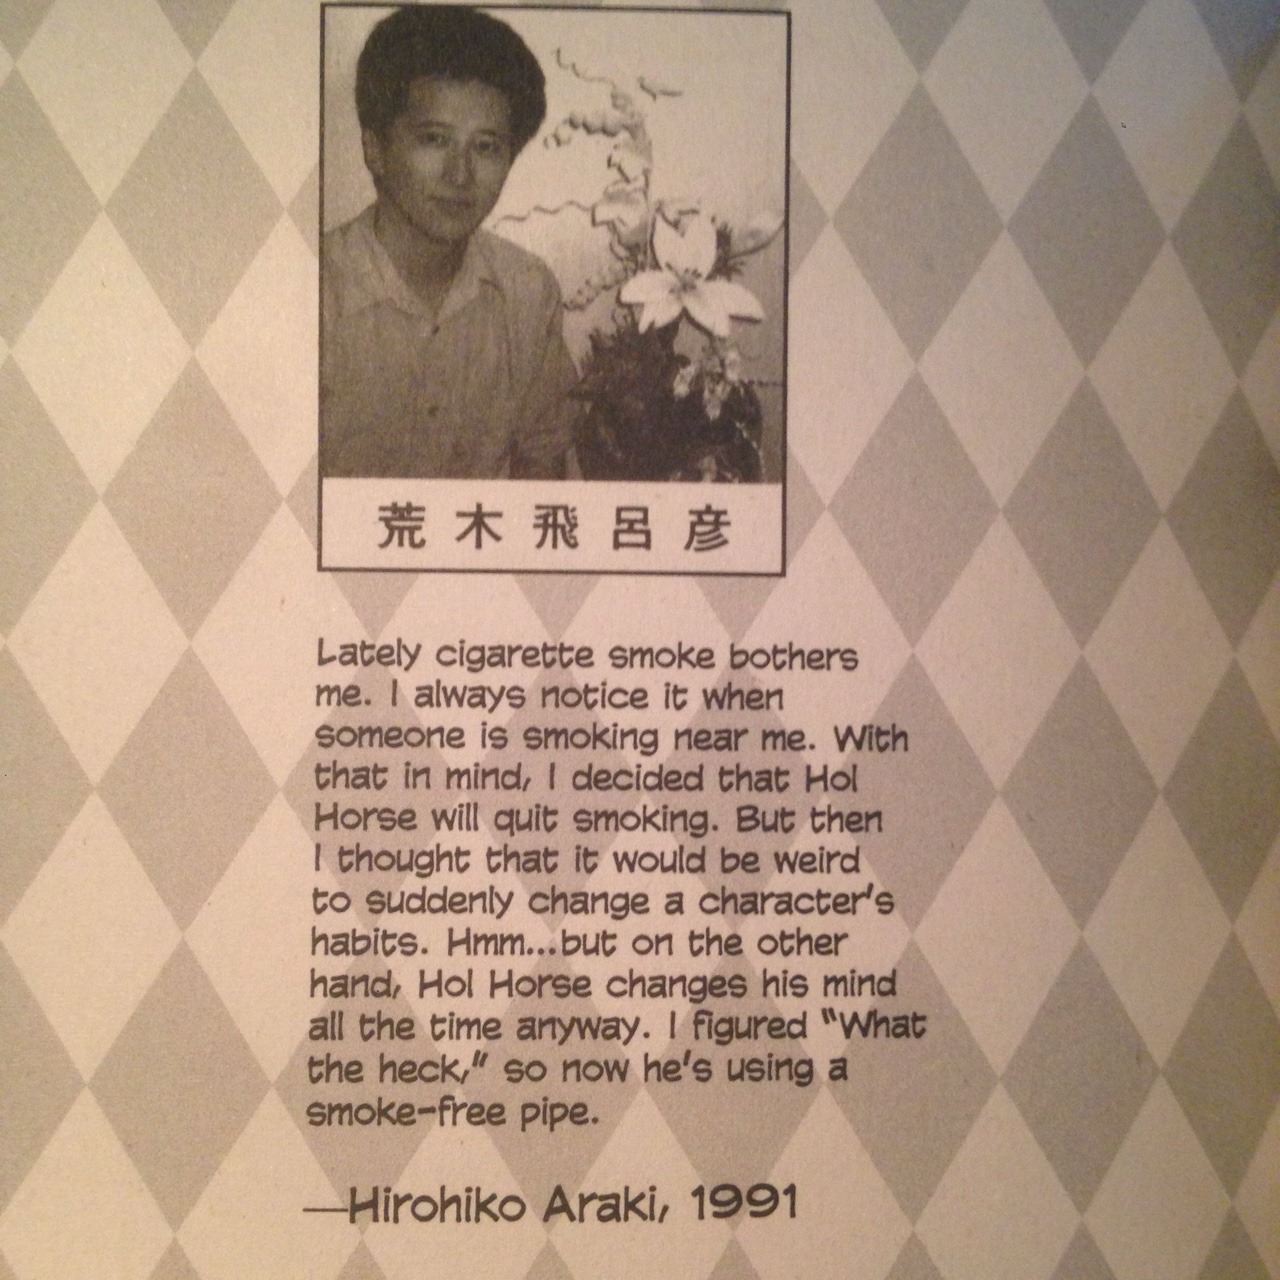 荒木飛呂彦
Lately cigarette smoke bothers
me. I always notice it when
someone is smoking near me. With
that in mind, I decided that Hol
Horse will quit smoking. But then
I thought that it would be weird
to suddenly change a character's
habits. Hmm...but on the other
hand, Hol Horse changes his mind
all the time anyway. I figured "What
the heck," so now he's using a
smoke-free pipe.
—Hirohiko Araki, 1991